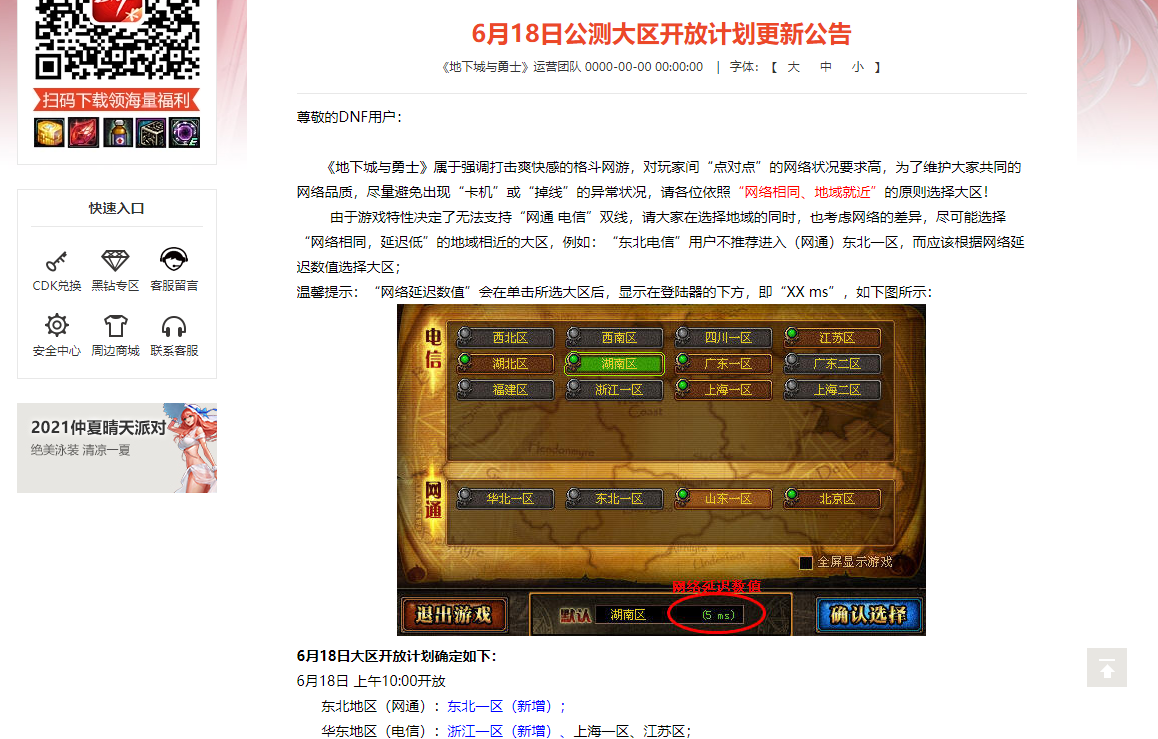 扫码下载领海量福利
快速入口
CDK兑换 黑钻专区 客服留言
安全中心 周边商城 联系客服
2021仲夏晴天派对
绝美泳装 清凉一夏
6月18日公测大区开放计划更新公告
《地下城与勇士》运营团队 0000-00-00 00:00:00 | 字体：【 大 中 小 】
尊敬的DNF用户：
《地下城与勇士》属于强调打击爽快感的格斗网游，对玩家间“点对点”的网络状况要求高，为了维护大家共同的
网络品质，尽量避免出现“卡机”或“掉线”的异常状况，请各位依照“网络相同、地域就近”的原则选择大区！
由于游戏特性决定了无法支持“网通 电信”双线，请大家在选择地域的同时，也考虑网络的差异，尽可能选择
“网络相同，延迟低”的地域相近的大区，例如：“东北电信”用户不推荐进入（网通）东北一区，而应该根据网络延
迟数值选择大区；
温馨提示：“网络延迟数值”会在单击所选大区后，显示在登陆器的下方，即“XX ms”，如下图所示：
电信
西北区 西南区 四川一区 江苏区
湖北区 湖南区 广东一区 广东二区
福建区 浙江一区 上海一区 上海二区
网通
华北一区 东北一区 山东一区 北京区
全屏显示游戏
网络延迟数值
退出游戏 默认 湖南区 (5 ms) 确认选择
6月18日大区开放计划确定如下：
6月18日 上午10:00开放
东北地区（网通）：东北一区（新增）；
华东地区（电信）：浙江一区（新增）、上海一区、江苏区；